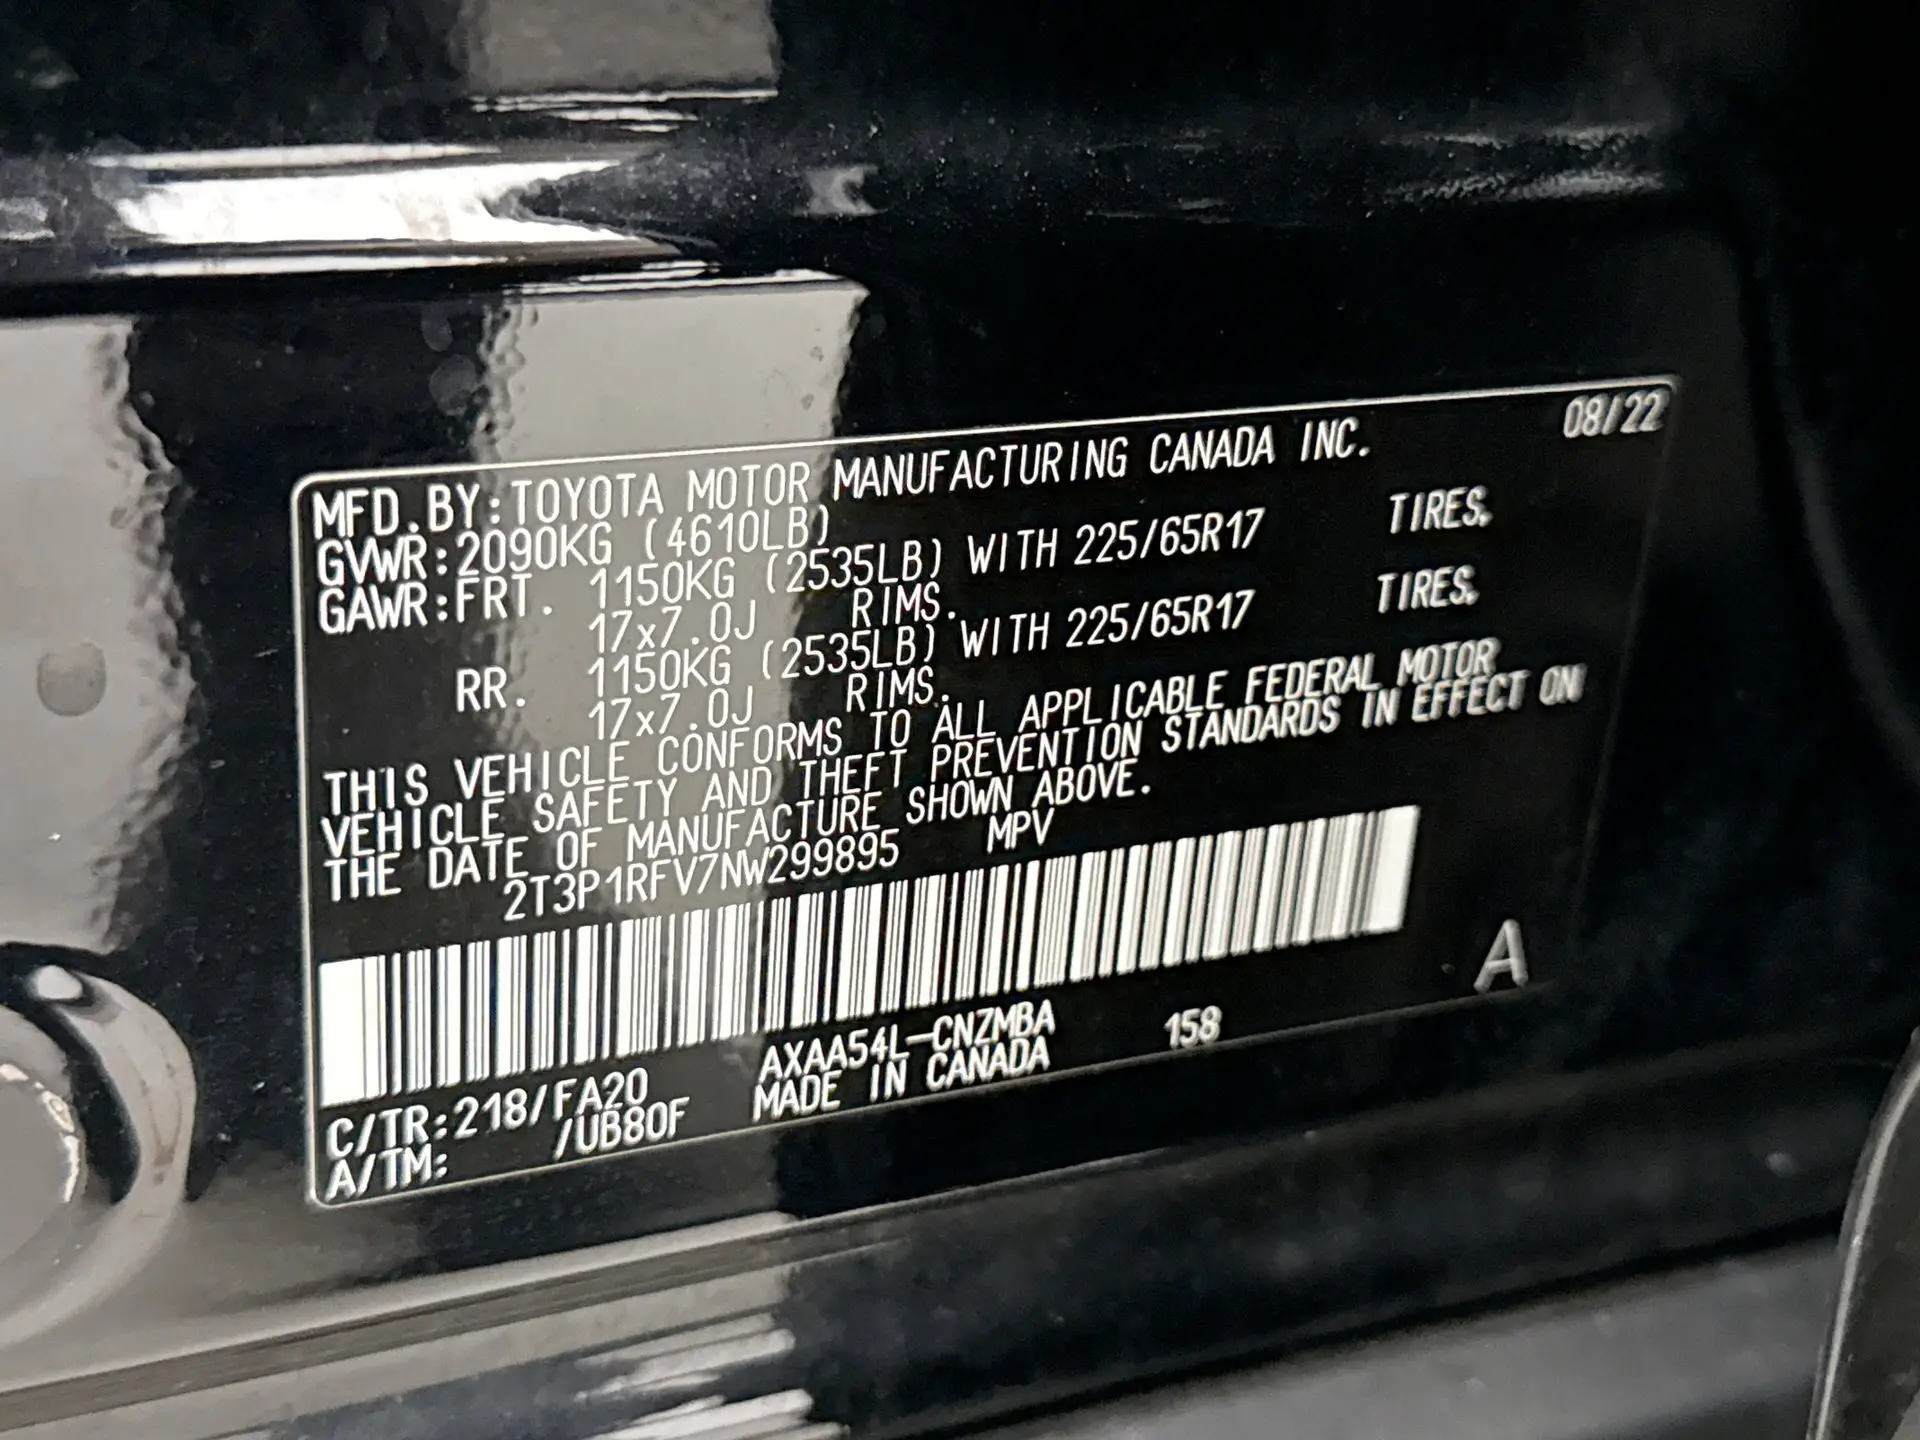 08/22
MFD.BY:TOYOTA MOTOR MANUFACTURING CANADA INC.
GVWR:2090KG (4610LB)
GAWR:FRT. 1150KG (2535LB) WITH 225/65R17 TIRES,
17x7.0J RIMS.
RR. 1150KG (2535LB) WITH 225/65R17 TIRES,
17x7.0J RIMS.
THIS VEHICLE CONFORMS TO ALL APPLICABLE FEDERAL MOTOR
VEHICLE SAFETY AND THEFT PREVENTION STANDARDS IN EFFECT ON
THE DATE OF MANUFACTURE SHOWN ABOVE.
2T3P1RFV7NW299895 MPV
A
C/TR:218/FA20 AXAA54L-CNZMBA 158
A/TM: /UB80F MADE IN CANADA